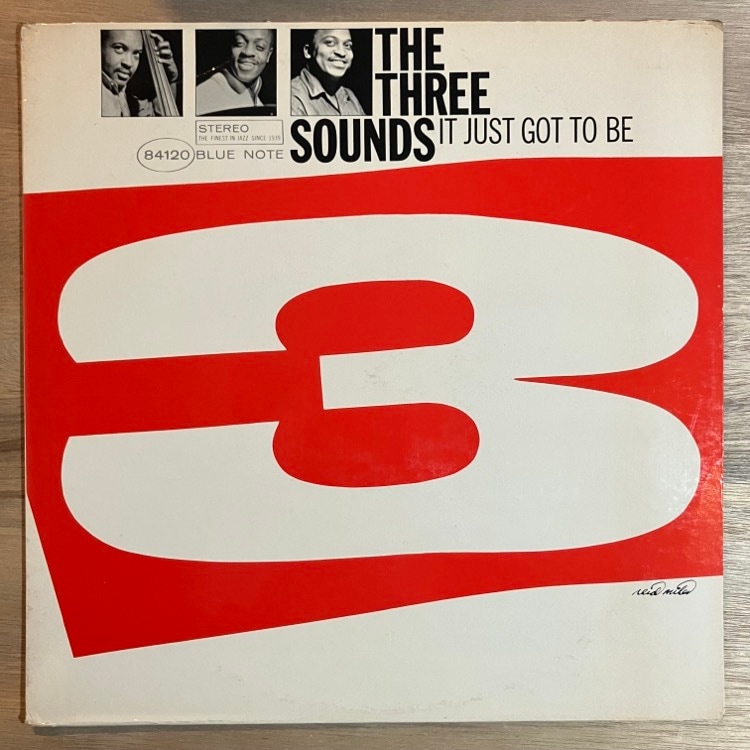 THE
THREE
SOUNDS IT JUST GOT TO BE
STEREO
THE FINEST IN JAZZ SINCE 1939
84120 BLUE NOTE
3
reid miles